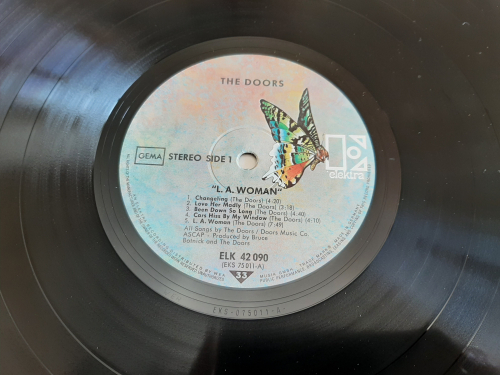 THE DOORS
GEMA
STEREO SIDE 1
elektra
"L.A. WOMAN"
1. Changeling (The Doors) (4:20)
2. Love Her Madly (The Doors) (3:18)
3. Been Down So Long (The Doors) (4:40)
4. Cars Hiss By My Window (The Doors) (4:10)
5. L. A. Woman (The Doors) (7:49)
All Songs by The Doors / Doors Music Co.
ASCAP - Produced by Bruce
Botnick and The Doors
ELK 42 090
(EKS 75 011-A)
33